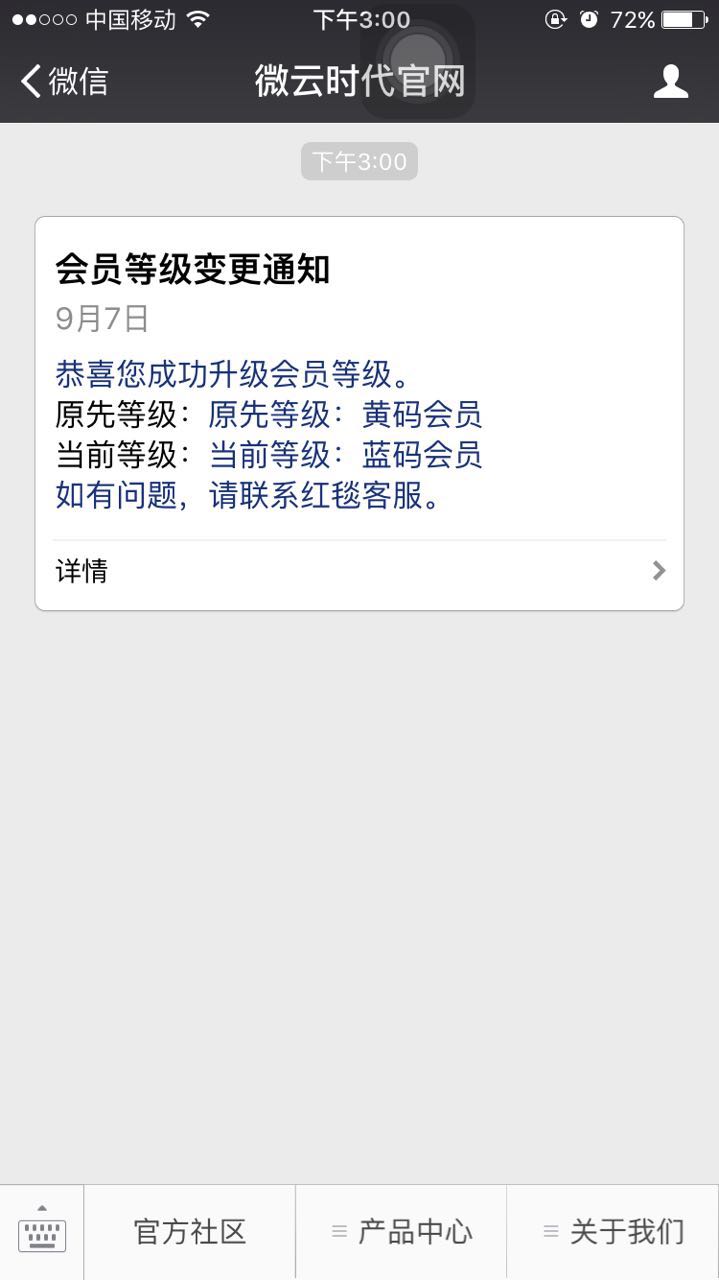 中国移动 下午3:00 72%
微信 微云时代官网
下午3:00
会员等级变更通知
9月7日
恭喜您成功升级会员等级。
原先等级：原先等级：黄码会员
当前等级：当前等级：蓝码会员
如有问题，请联系红毯客服。
详情
官方社区 产品中心 关于我们